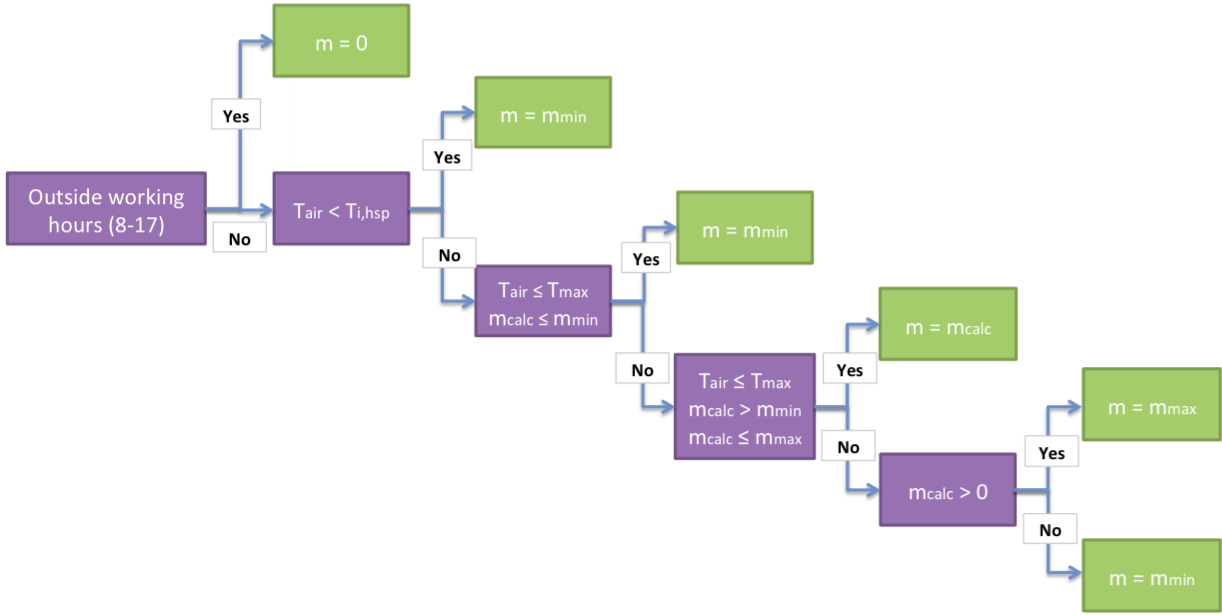 m = 0
Yes
m = mmin
Yes
Outside working
hours (8-17)
No
Tair < Ti,hsp
No
m = mmin
Yes
Tair ≤ Tmax
mcalc ≤ mmin
No
m = mcalc
Yes
Tair ≤ Tmax
mcalc > mmin
mcalc ≤ mmax
No
m = mmax
Yes
mcalc > 0
No
m = mmin